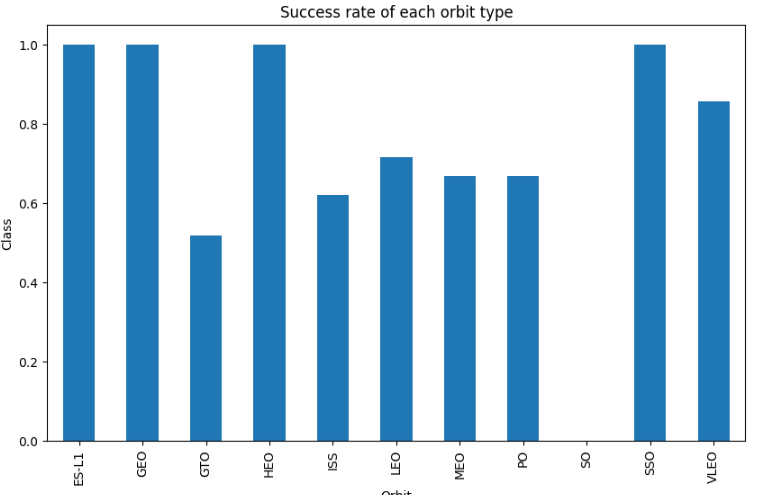 Success rate of each orbit type
1.0
0.8
0.6
0.4
0.2
0.0
Class
ES-L1
GEO
GTO
HEO
ISS
LEO
MEO
PO
SO
SSO
VLEO
Orbit